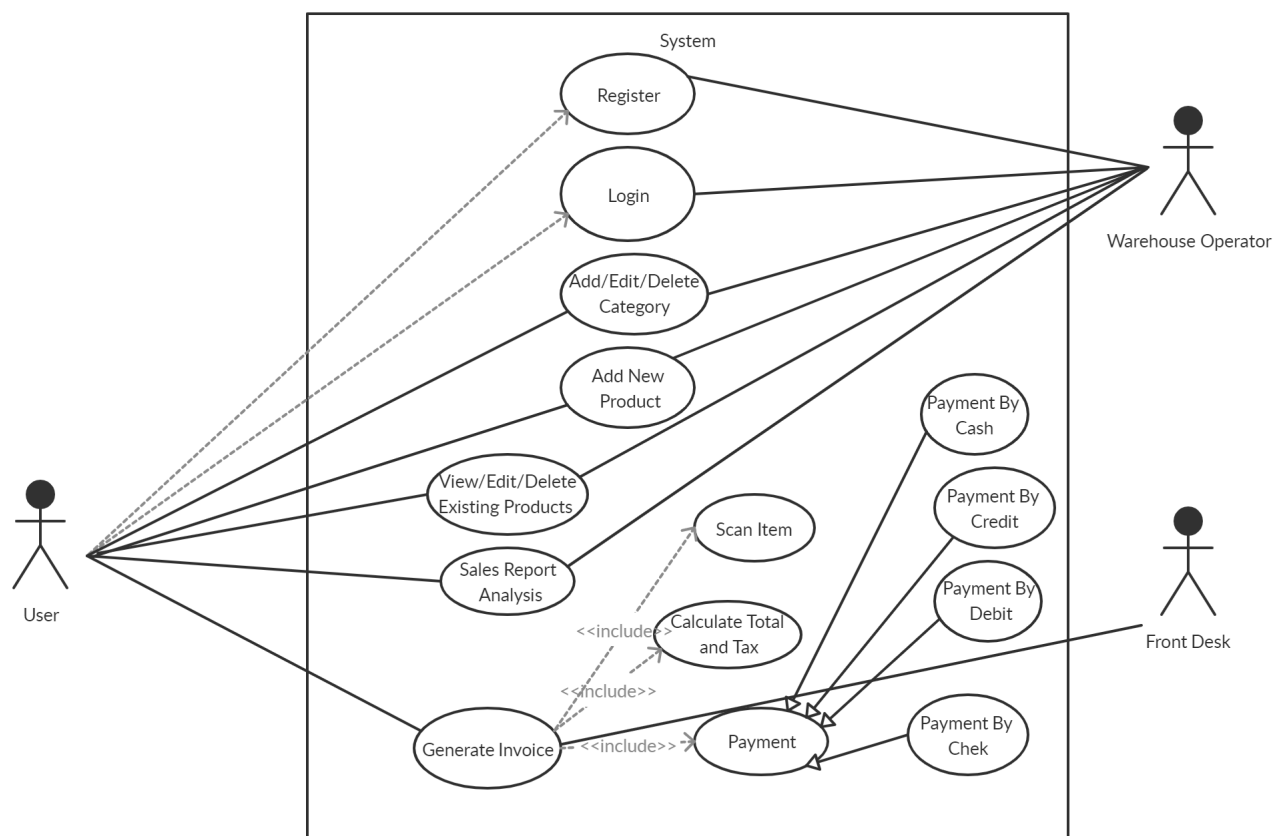 System
Register
Login
Warehouse Operator
Add/Edit/Delete
Category
Add New
Product
Payment By
Cash
View/Edit/Delete
Existing Products
Payment By
Credit
Scan Item
Sales Report
Analysis
Payment By
Debit
User
<<include>>
Calculate Total
and Tax
Front Desk
<<include>>
Generate Invoice
<<include>>
Payment
Payment By
Chek